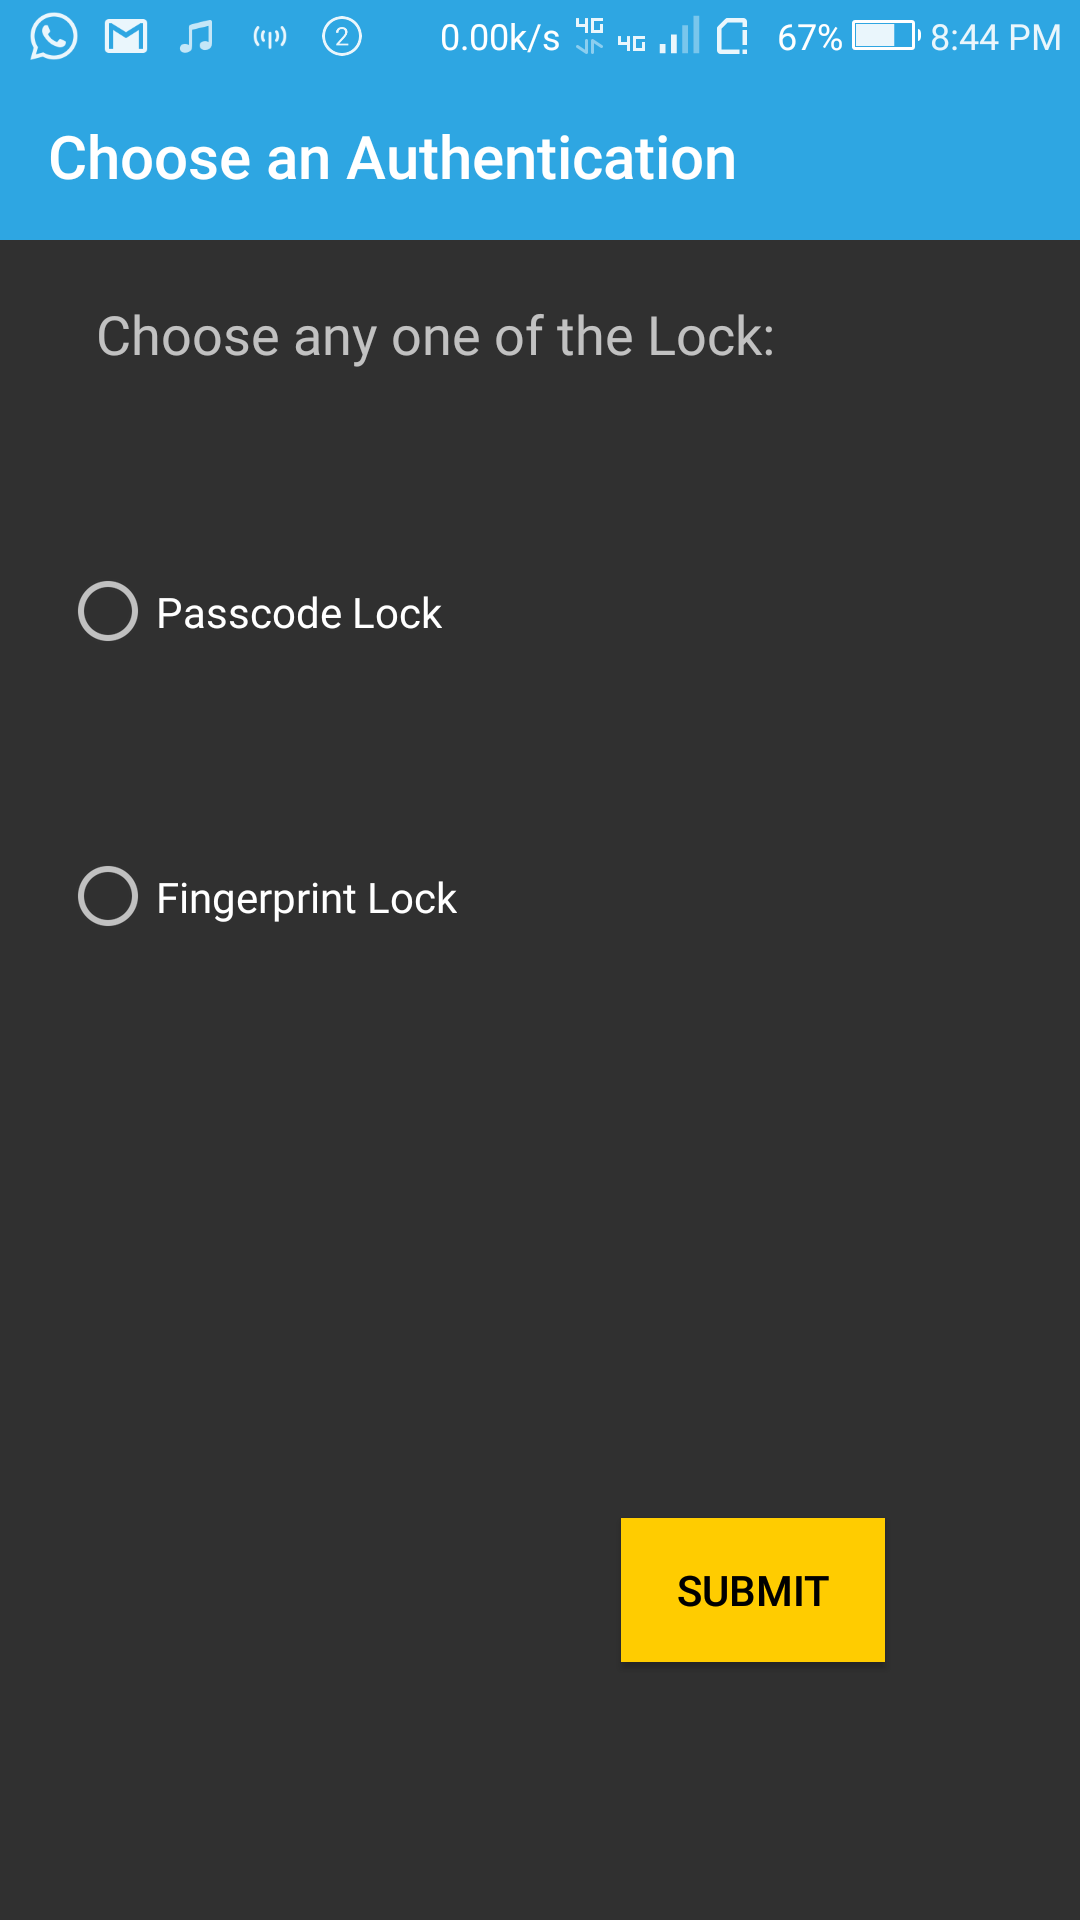 2 0.00k/s 4G 4G 67% 8:44 PM
Choose an Authentication
Choose any one of the Lock:
Passcode Lock
Fingerprint Lock
SUBMIT